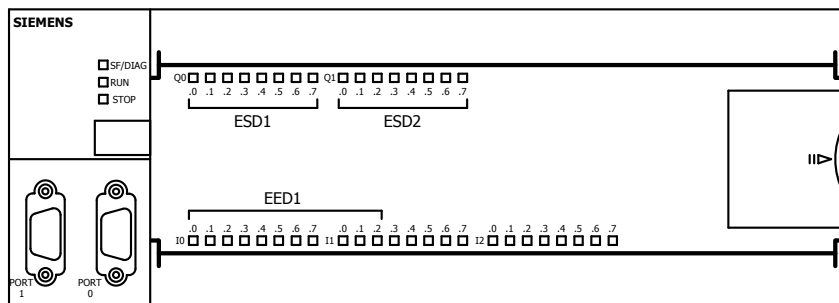 SIEMENS
SF/DIAG
RUN
STOP
Q0
Q1
.0 .1 .2 .3 .4 .5 .6 .7 .0 .1 .2 .3 .4 .5 .6 .7
ESD1 ESD2
EED1
.0 .1 .2 .3 .4 .5 .6 .7 .0 .1 .2 .3 .4 .5 .6 .7 .0 .1 .2 .3 .4 .5 .6 .7
I0 I1 I2
PORT PORT
1 0